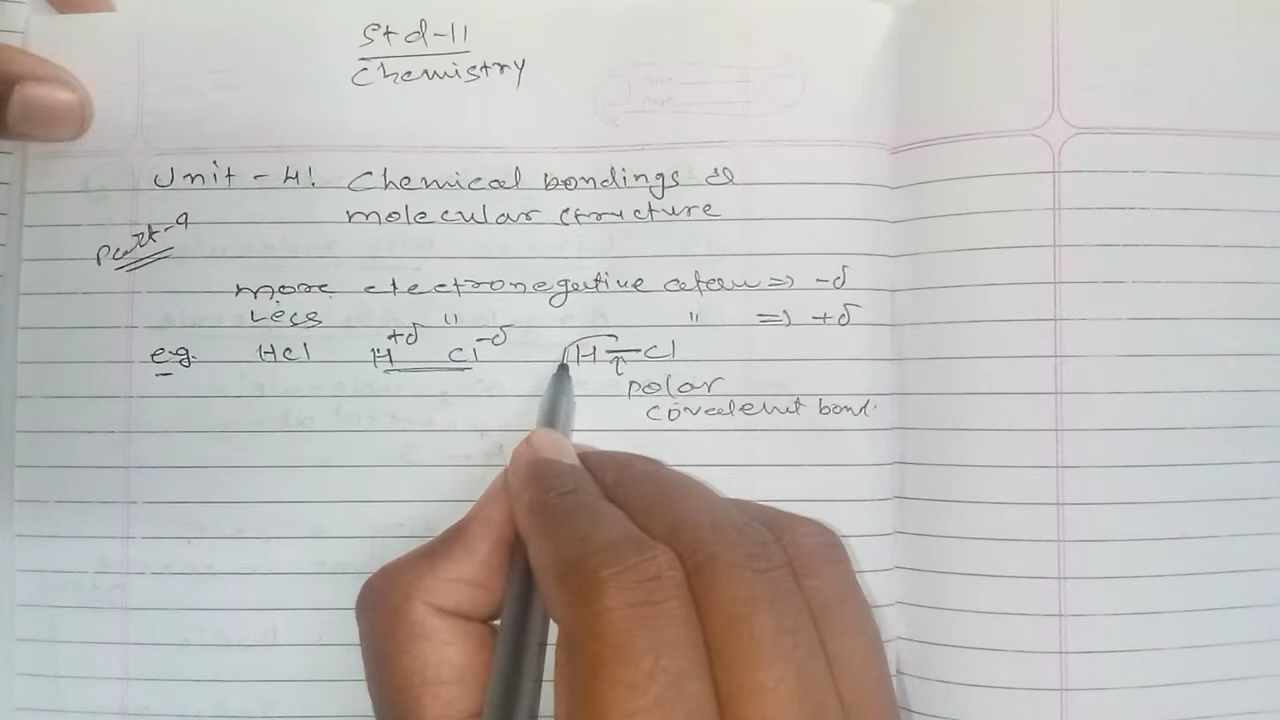 Std-11
Chemistry
Unit-4! Chemical bondings &
molecular structure
Part-9
more electronegative atom => -δ
Less " " => +δ
e.g. HCl H+δ Cl-δ H-Cl
polar
covalent bond.